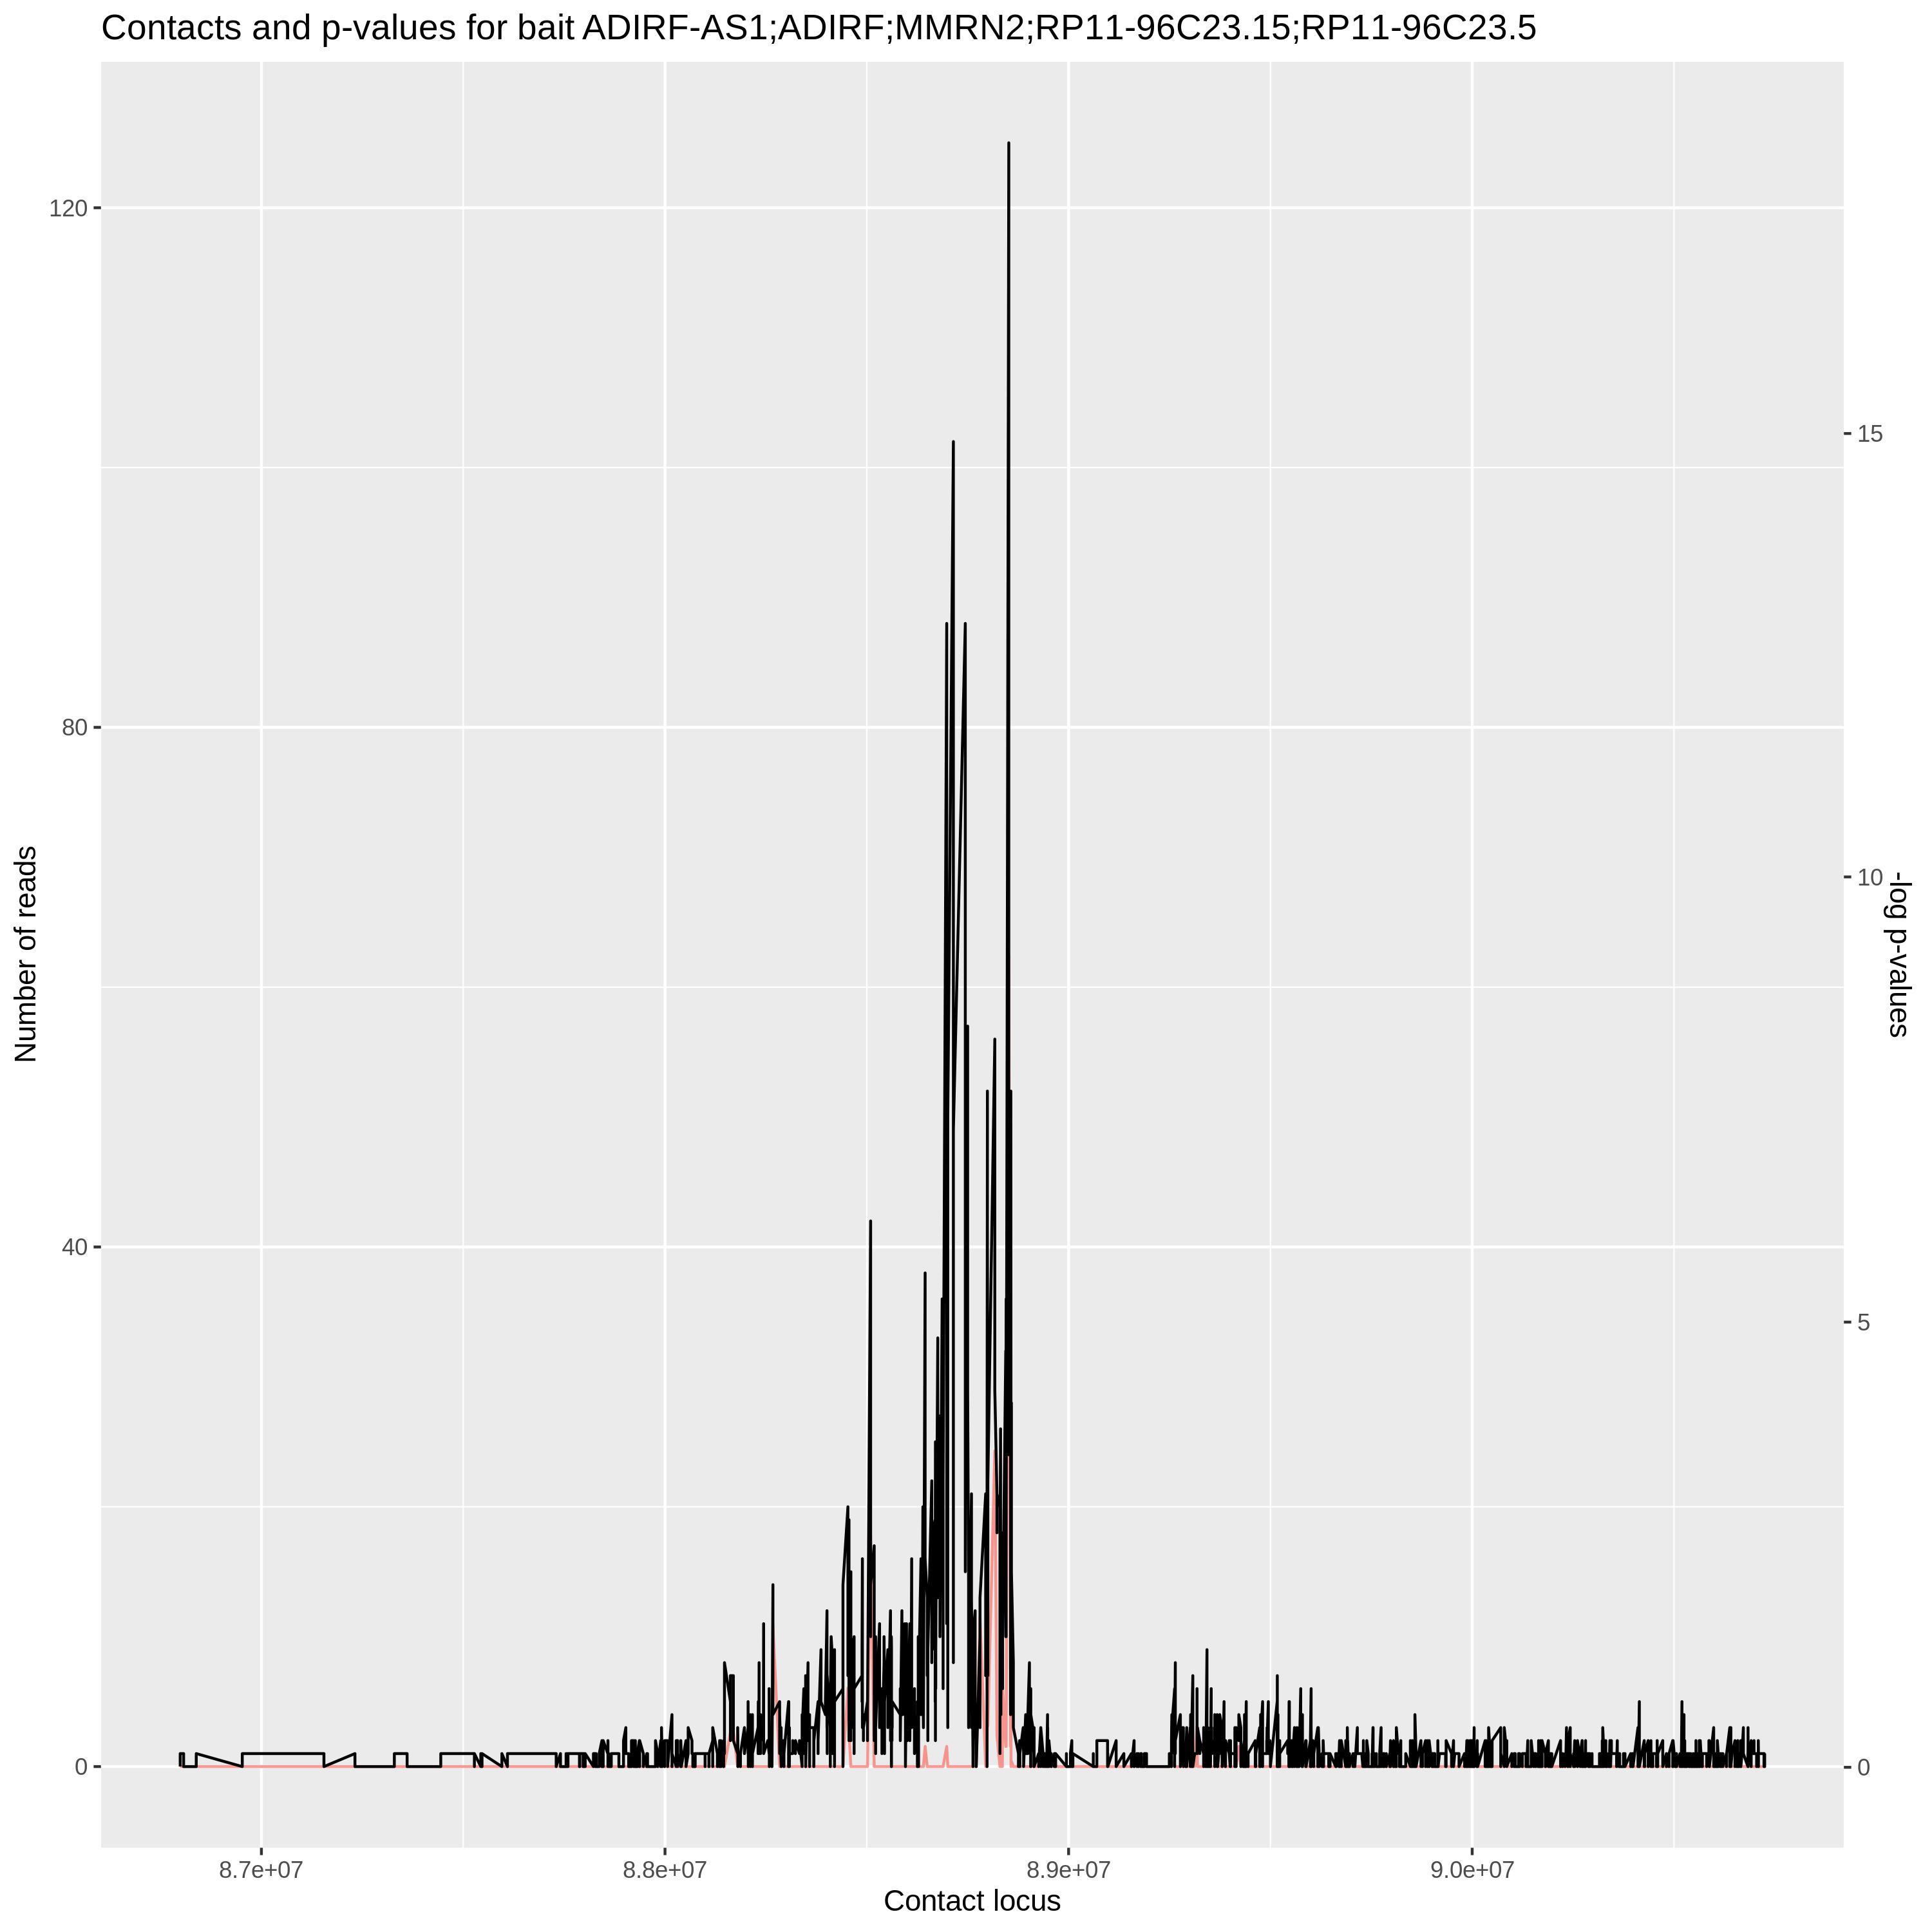 Contacts and p-values for bait ADIRF-AS1;ADIRF;MMRN2;RP11-96C23.15;RP11-96C23.5
120
80
40
0
Number of reads
15
10
5
0
-log p-values
8.7e+07
8.8e+07
8.9e+07
9.0e+07
Contact locus